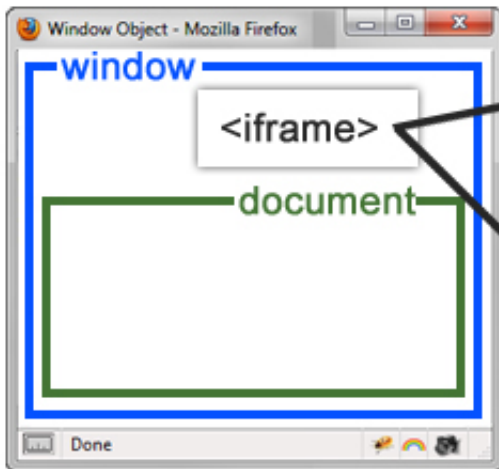 Window Object - Mozilla Firefox
window
<iframe>
document
Done